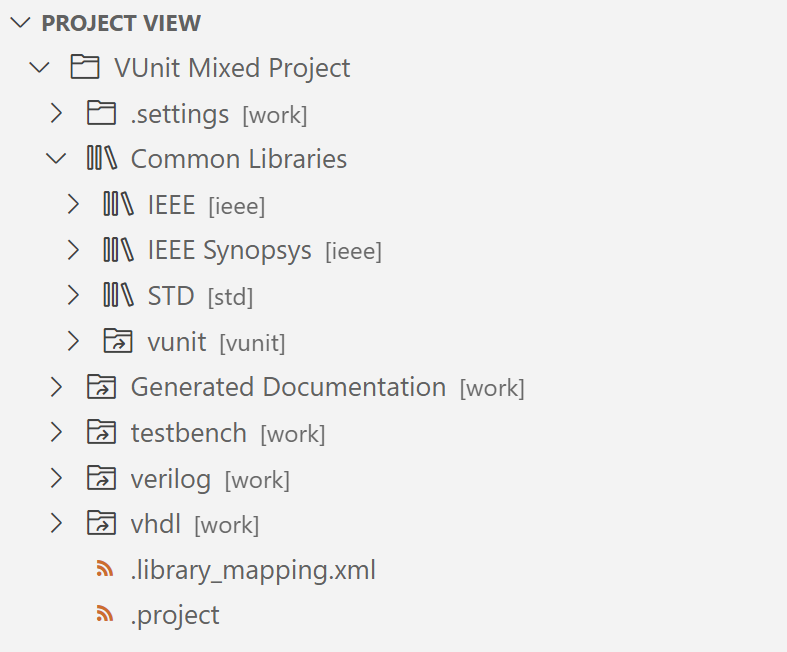 PROJECT VIEW
VUnit Mixed Project
.settings [work]
Common Libraries
IEEE [ieee]
IEEE Synopsys [ieee]
STD [std]
vunit [vunit]
Generated Documentation [work]
testbench [work]
verilog [work]
vhdl [work]
.library_mapping.xml
.project